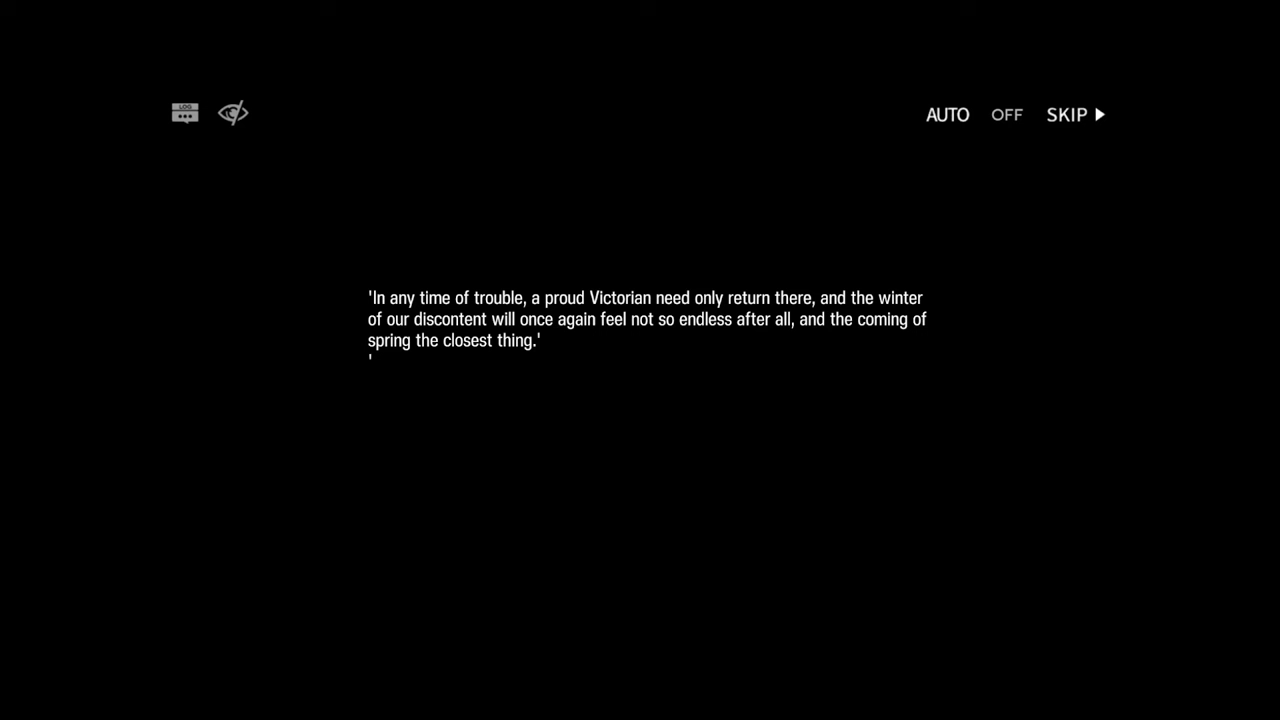 LOG
AUTO OFF SKIP
'In any time of trouble, a proud Victorian need only return there, and the winter
of our discontent will once again feel not so endless after all, and the coming of
spring the closest thing.'
'